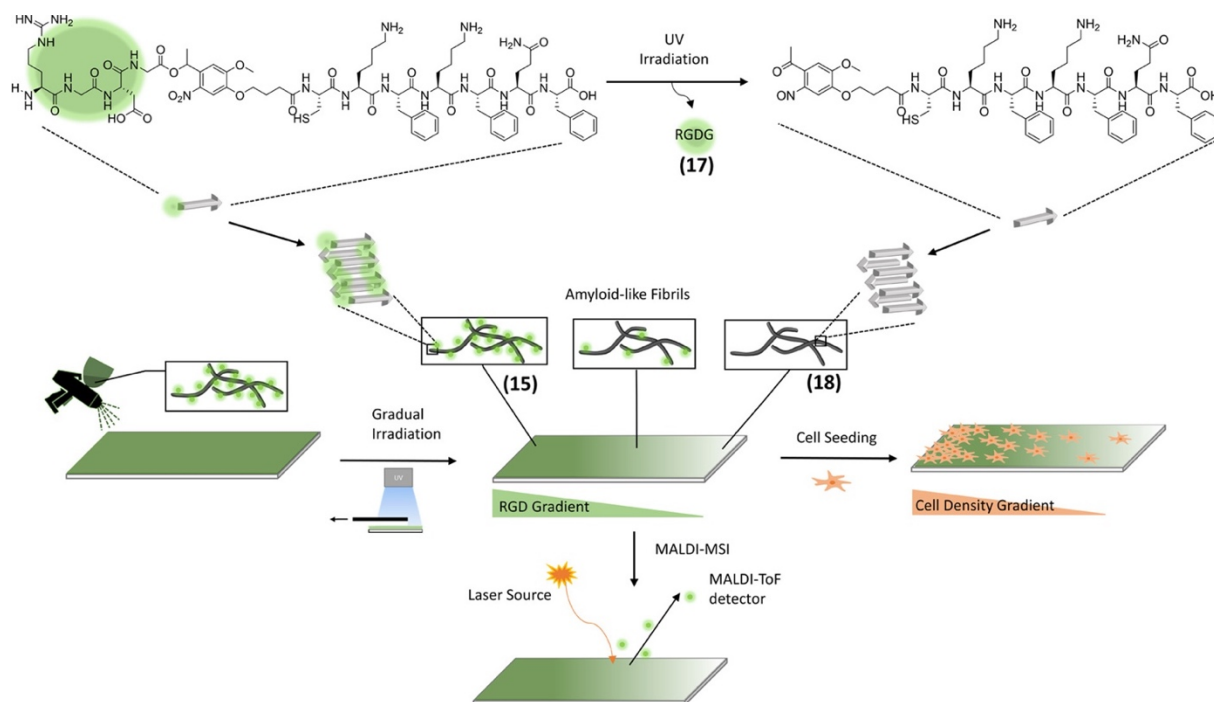 UV
Irradiation
RGDG
(17)
Amyloid-like Fibrils
(15)
(18)
Gradual
Irradiation
UV
Cell Seeding
RGD Gradient
Cell Density Gradient
MALDI-MSI
Laser Source
MALDI-ToF
detector